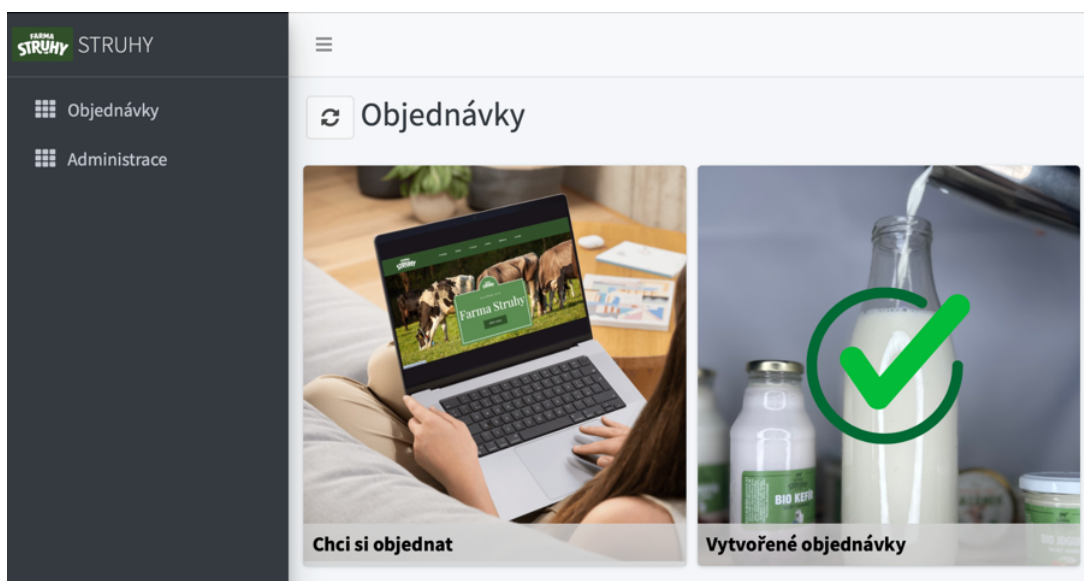 FARMA
STRUHY
STRUHY
Objednávky
Administrace
Objednávky
Farma Struhy
BIO KEFÍR
Chci si objednat
Vytvořené objednávky